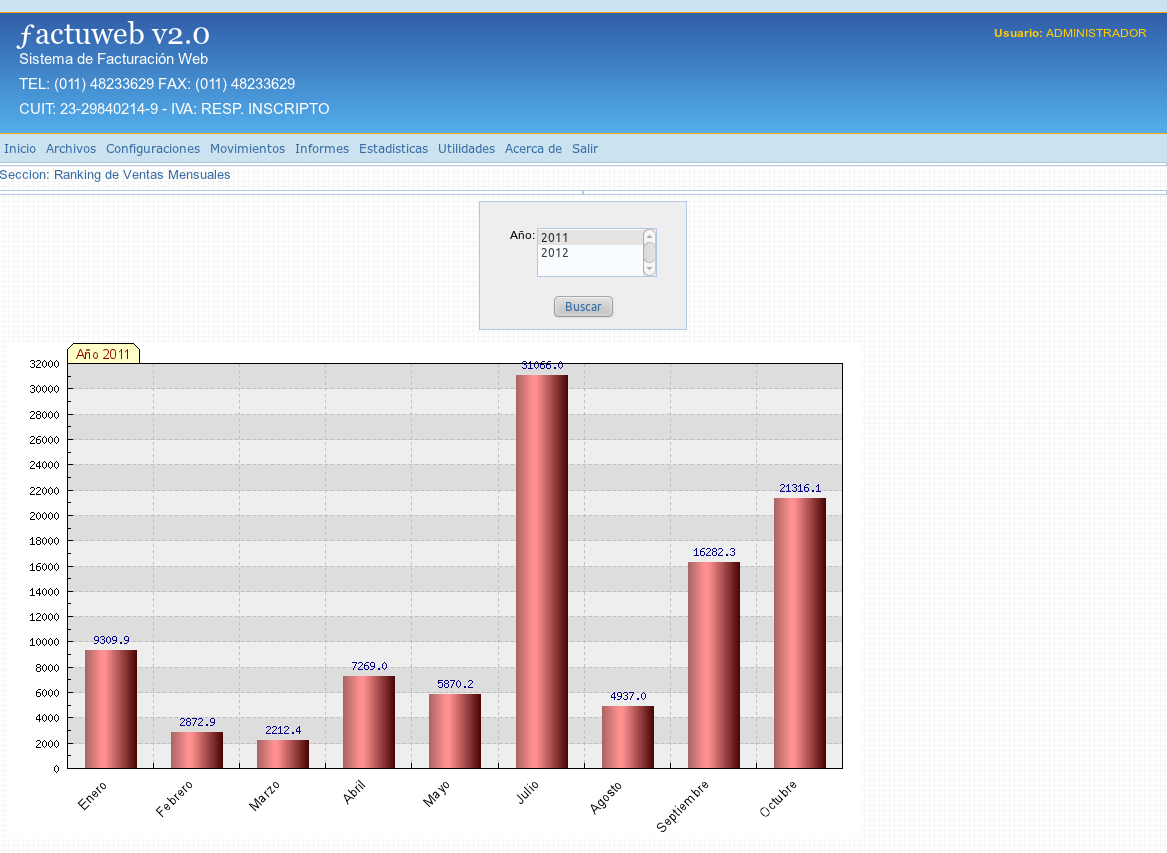 ƒactuweb v2.0
Usuario: ADMINISTRADOR
Sistema de Facturación Web
TEL: (011) 48233629 FAX: (011) 48233629
CUIT: 23-29840214-9 - IVA: RESP. INSCRIPTO
Inicio Archivos Configuraciones Movimientos Informes Estadisticas Utilidades Acerca de Salir
Seccion: Ranking de Ventas Mensuales
Año: 2011
2012
Buscar
Año 2011
32000
30000
28000
26000
24000
22000
20000
18000
16000
14000
12000
10000
8000
6000
4000
2000
0
9309.9
2872.9
2212.4
7269.0
5870.2
31066.0
4937.0
16282.3
21316.1
Enero
Febrero
Marzo
Abril
Mayo
Julio
Agosto
Septiembre
Octubre